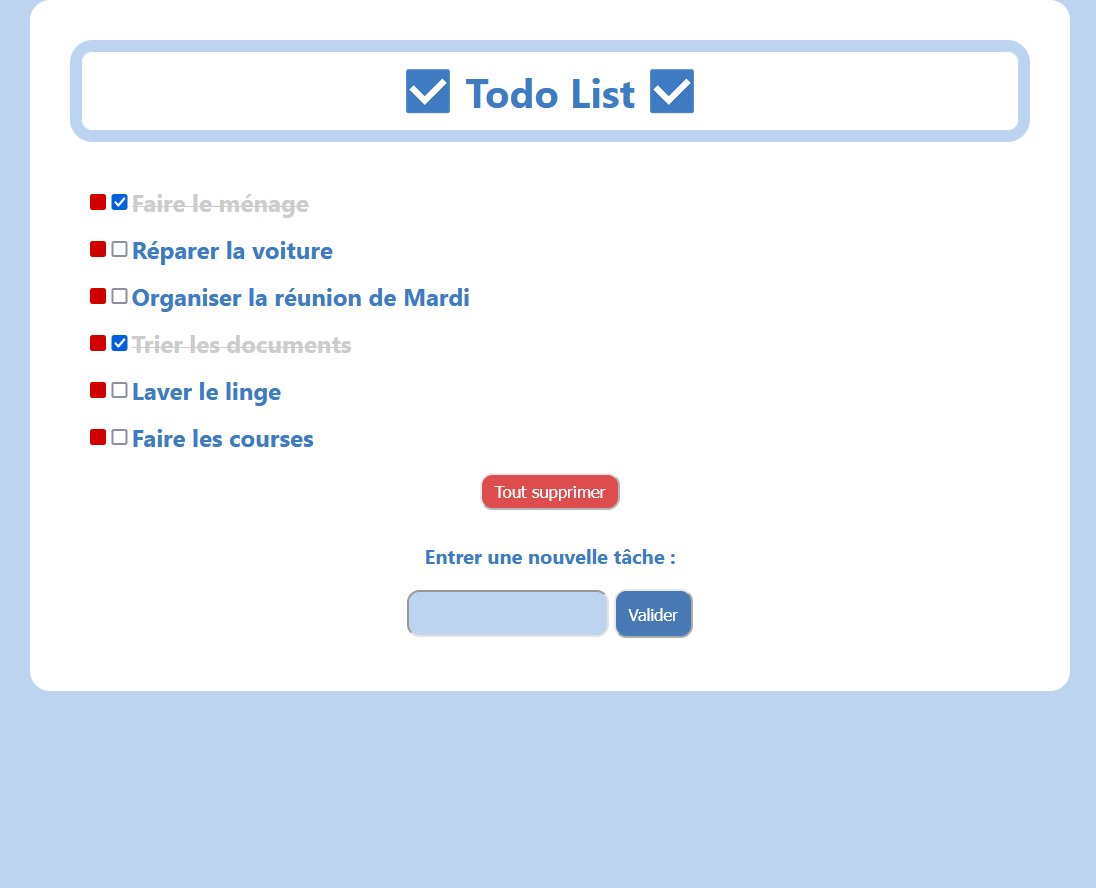 Todo List
Faire le ménage
Réparer la voiture
Organiser la réunion de Mardi
Trier les documents
Laver le linge
Faire les courses
Tout supprimer
Entrer une nouvelle tâche :
Valider